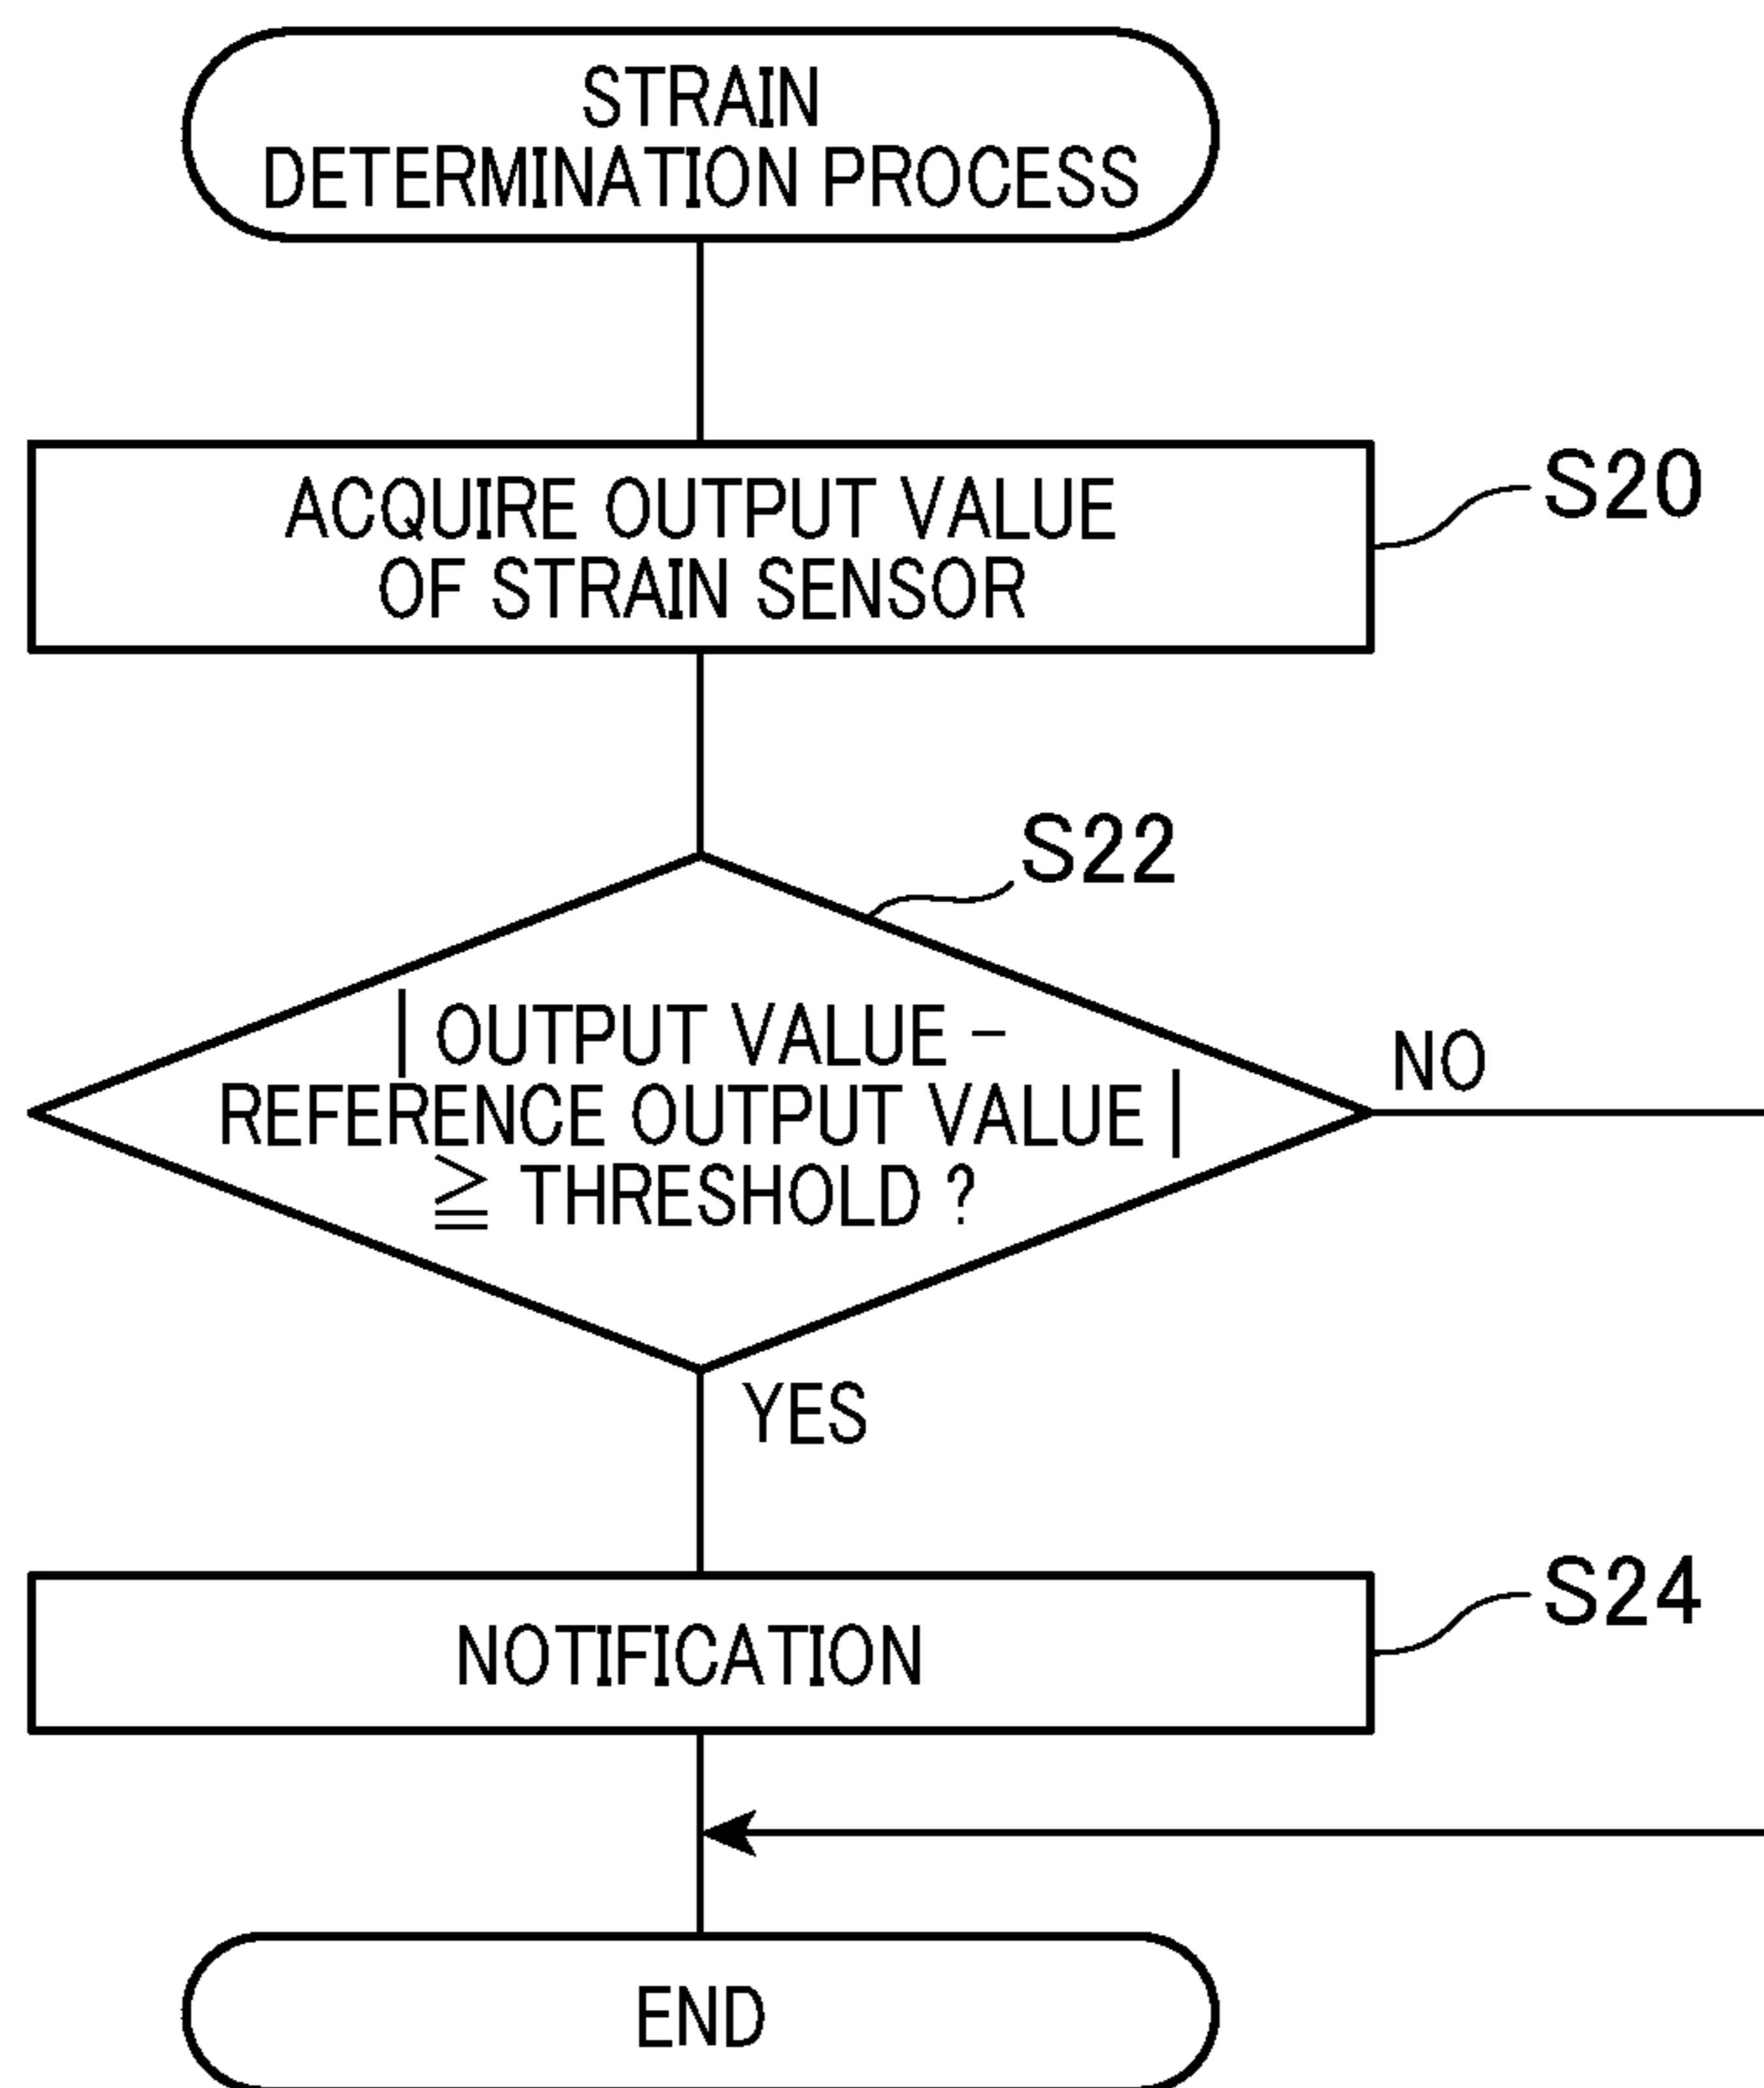 STRAIN
DETERMINATION PROCESS
ACQUIRE OUTPUT VALUE
OF STRAIN SENSOR
S20
S22
| OUTPUT VALUE –
REFERENCE OUTPUT VALUE |
≧ THRESHOLD ?
NO
YES
NOTIFICATION
S24
END